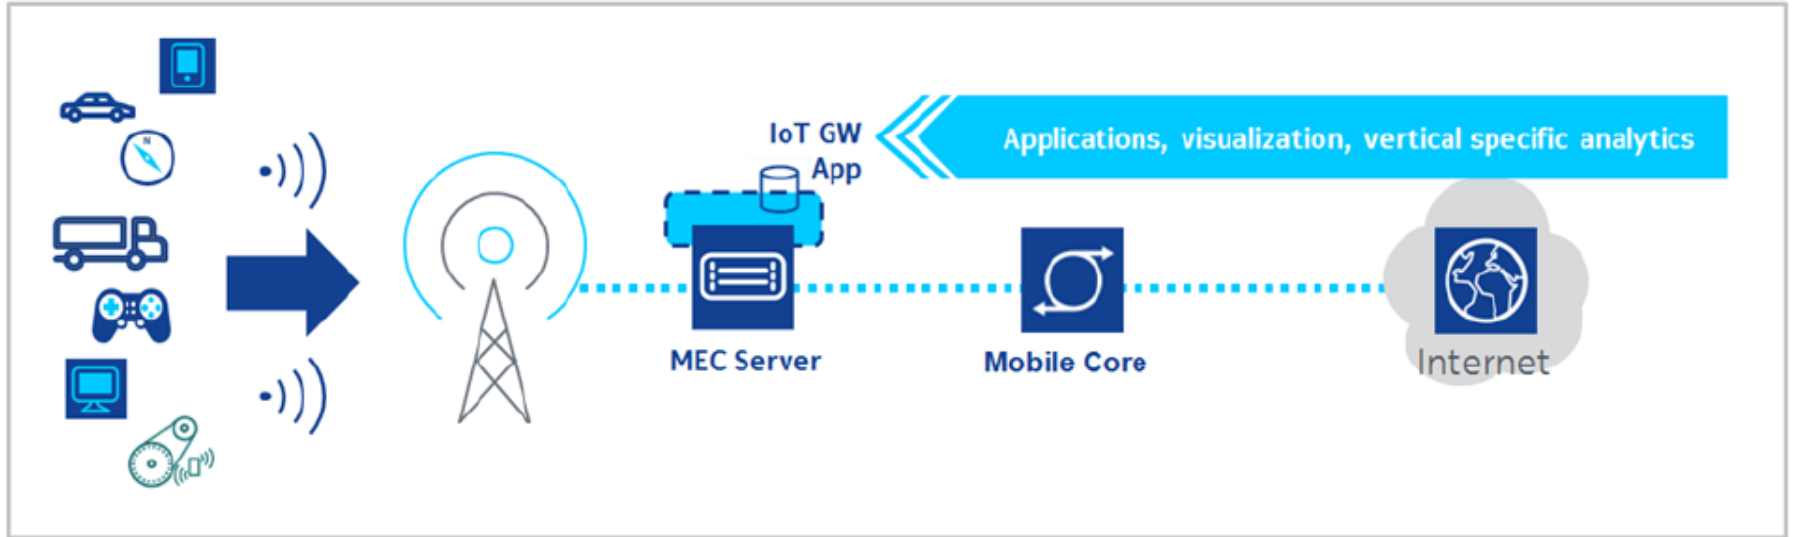 N
IoT GW
App
Applications, visualization, vertical specific analytics
MEC Server
Mobile Core
Internet